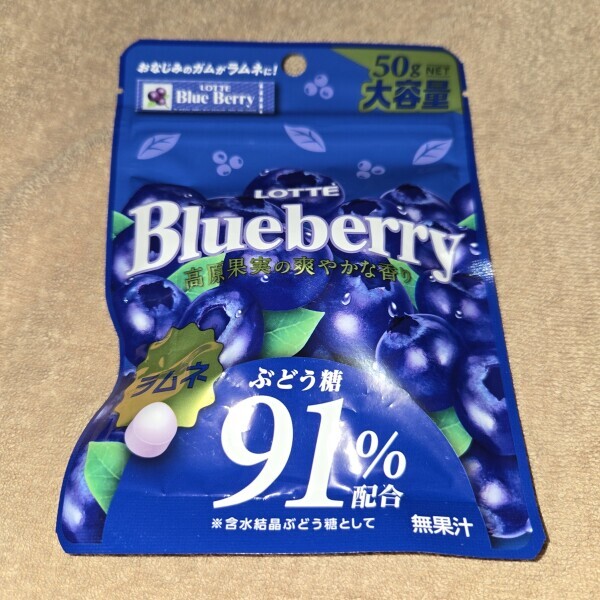 おなじみのガムがラムネに!
LOTTE
Blue Berry
50g NET
大容量
LOTTE
Blueberry
高原果実の爽やかな香り
ラムネ
ぶどう糖
91%
配合
※含水結晶ぶどう糖として
無果汁